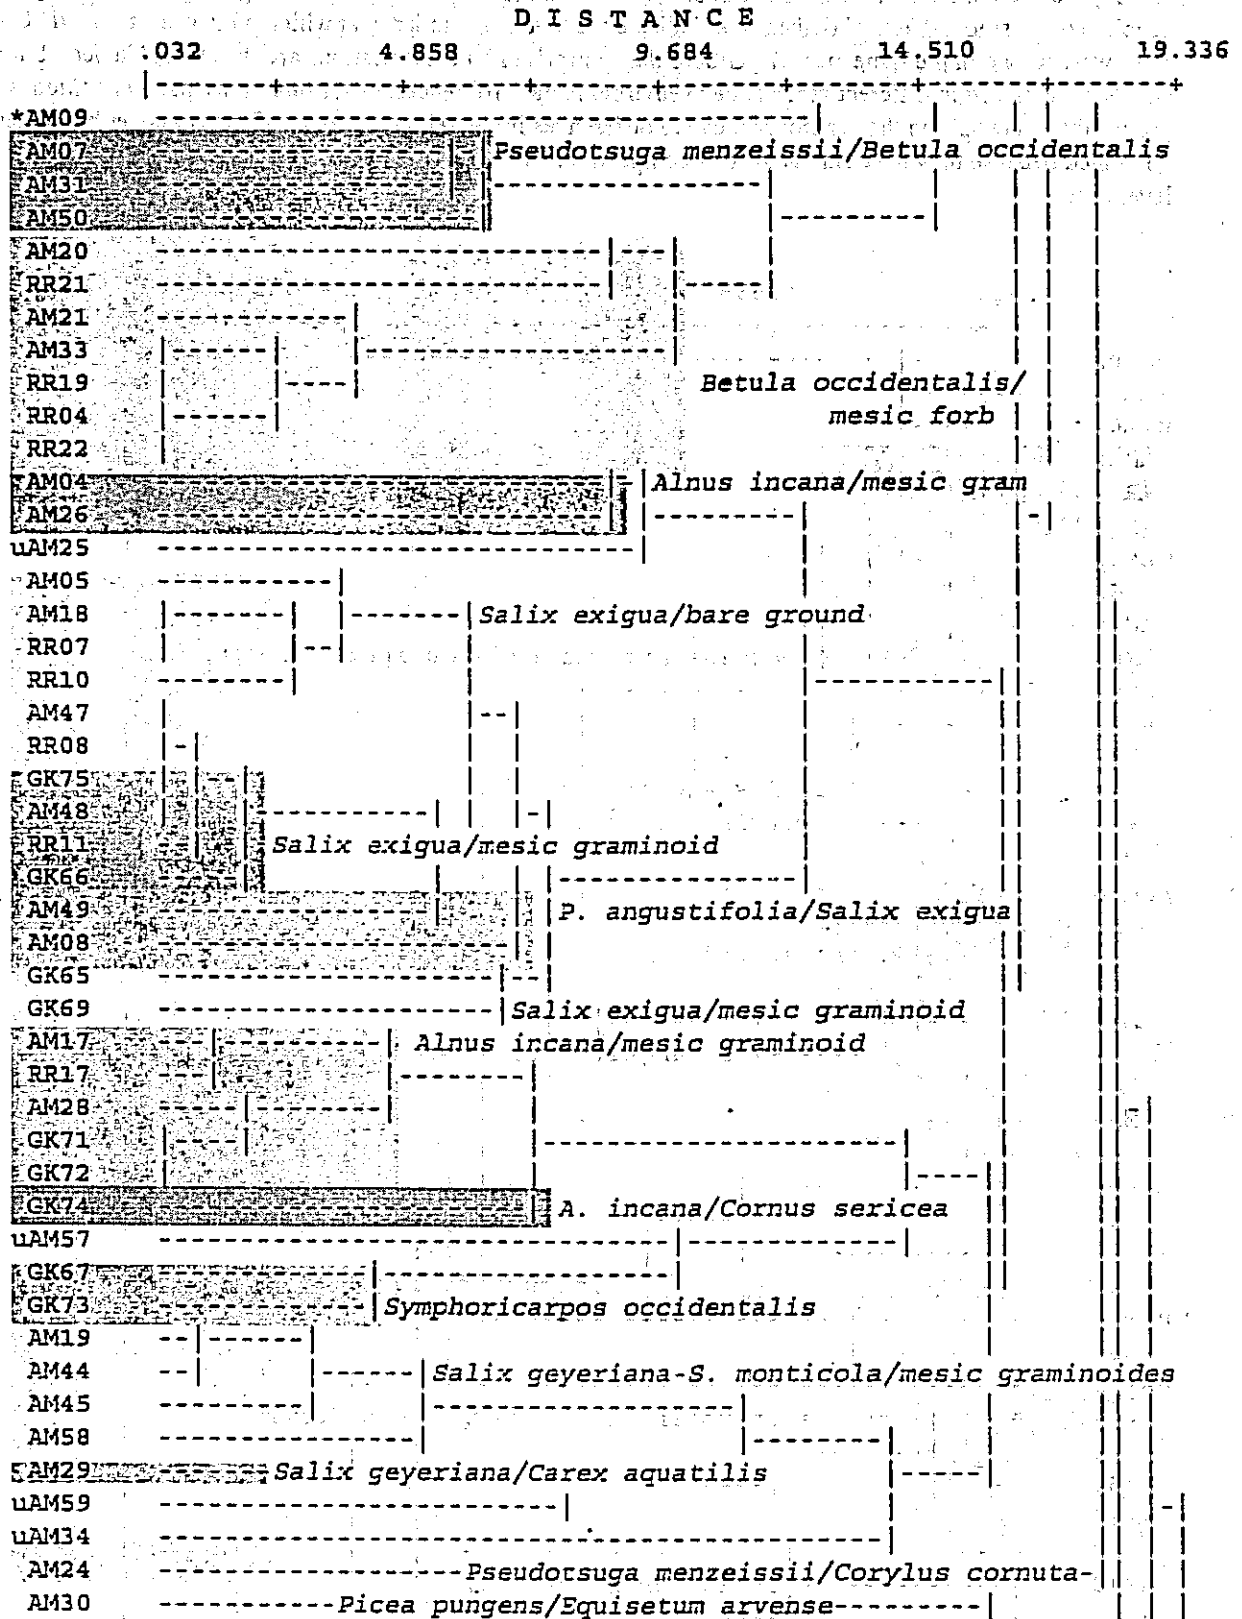 D I S T A N C E
.032 4.858 9.684 14.510 19.336
*AM09
AM07 Pseudotsuga menzeissii/Betula occidentalis
AM31
AM50
AM20
RR21
AM21
AM33
RR19 Betula occidentalis/
RR04 mesic forb
RR22
AM04 Alnus incana/mesic gram
AM26
uAM25
AM05
AM18 Salix exigua/bare ground
RR07
RR10
AM47
RR08
GK75
AM48
RR11 Salix exigua/mesic graminoid
GK66
AM49 P. angustifolia/Salix exigua
AM08
GK65
GK69 Salix exigua/mesic graminoid
AM17 Alnus incana/mesic graminoid
RR17
AM28
GK71
GK72
GK74 A. incana/Cornus sericea
uAM57
GK67
GK73 Symphoricarpos occidentalis
AM19
AM44 Salix geyeriana-S. monticola/mesic graminoides
AM45
AM58
AM29 Salix geyeriana/Carex aquatilis
uAM59
uAM34
AM24 Pseudotsuga menzeissii/Corylus cornuta-
AM30 Picea pungens/Equisetum arvense